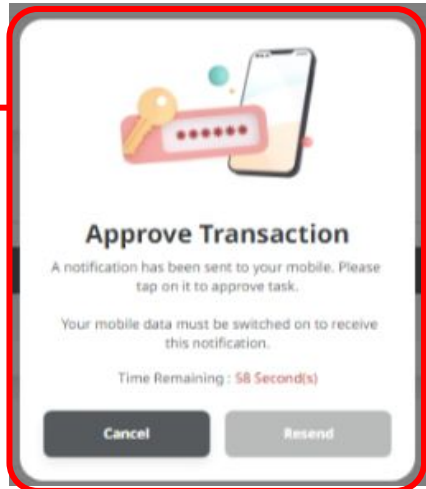 Approve Transaction
A notification has been sent to your mobile. Please
tap on it to approve task.
Your mobile data must be switched on to receive
this notification.
Time Remaining : 58 Second(s)
Cancel
Resend